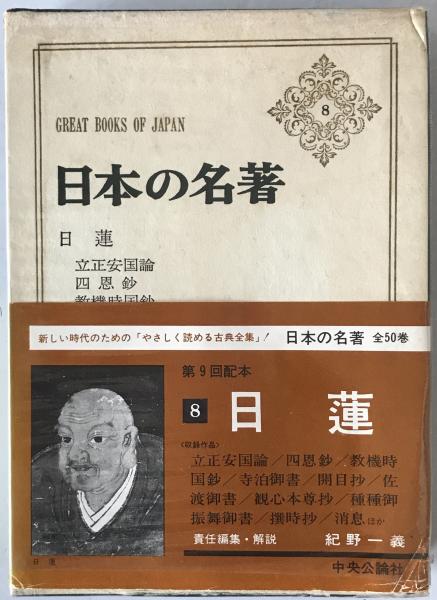 8
GREAT BOOKS OF JAPAN
日本の名著
日 蓮
立正安国論
四恩鈔
教機時国鈔
新しい時代のための「やさしく読める古典全集」! 日本の名著 全50巻
第9回配本
8 日 蓮
〈収録作品〉
立正安国論/四恩鈔/教機時
国鈔/寺泊御書/開目抄/佐
渡御書/観心本尊抄/種種御
振舞御書/撰時抄/消息 ほか
責任編集・解説 紀野一義
日 蓮
中央公論社